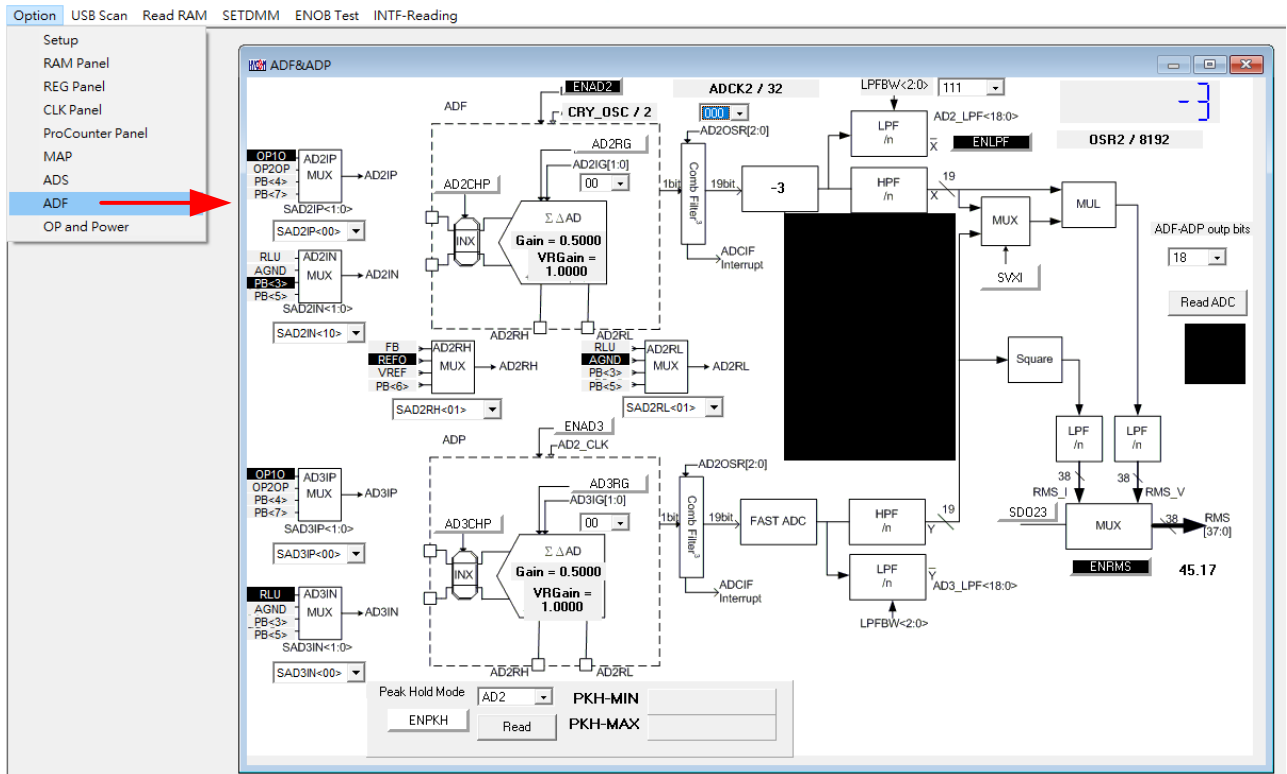 Option USB Scan Read RAM SETDMM ENOB Test INTF-Reading
Setup
RAM Panel
REG Panel
CLK Panel
ProCounter Panel
MAP
ADS
ADF
OP and Power
ADF&ADP
ENAD2
ADF
CRY_OSC / 2
ADCK2 / 32
000
AD2OSR[2:0]
LPFBW<2:0> 111
AD2_LPF<18:0>
LPF
/n
X
ENLPF
-3
OSR2 / 8192
OP1O
OP2OP
PB<4>
PB<7>
AD2IP
MUX
AD2IP
SAD2IP<1:0>
SAD2IP<00>
RLU
AGND
PB<3>
PB<5>
AD2IN
MUX
AD2IN
SAD2IN<1:0>
SAD2IN<10>
AD2RG
AD2IG[1:0]
00
AD2CHP
INX
ΣΔAD
Gain = 0.5000
VRGain =
1.0000
1bit
Comb Filter³
19bit
-3
ADCIF
Interrupt
HPF
/n
X
19
MUX
SVXI
MUL
ADF-ADP outp bits
18
Read ADC
AD2RH
AD2RL
FB
REFO
VREF
PB<6>
AD2RH
MUX
AD2RH
SAD2RH<01>
RLU
AGND
PB<3>
PB<5>
AD2RL
MUX
AD2RL
SAD2RL<01>
Square
LPF
/n
LPF
/n
38
38
RMS_I
RMS_V
SDO23
MUX
38
RMS
[37:0]
ENRMS
45.17
ADP
ENAD3
AD2_CLK
OP1O
OP2OP
PB<4>
PB<7>
AD3IP
MUX
AD3IP
SAD3IP<1:0>
SAD3IP<00>
RLU
AGND
PB<3>
PB<5>
AD3IN
MUX
AD3IN
SAD3IN<1:0>
SAD3IN<00>
AD3RG
AD3IG[1:0]
00
AD3CHP
INX
ΣΔAD
Gain = 0.5000
VRGain =
1.0000
AD2RH
AD2RL
1bit
AD2OSR[2:0]
Comb Filter³
19bit
FAST ADC
ADCIF
Interrupt
HPF
/n
Y
19
LPF
/n
Y
AD3_LPF<18:0>
LPFBW<2:0>
Peak Hold Mode
AD2
ENPKH
Read
PKH-MIN
PKH-MAX